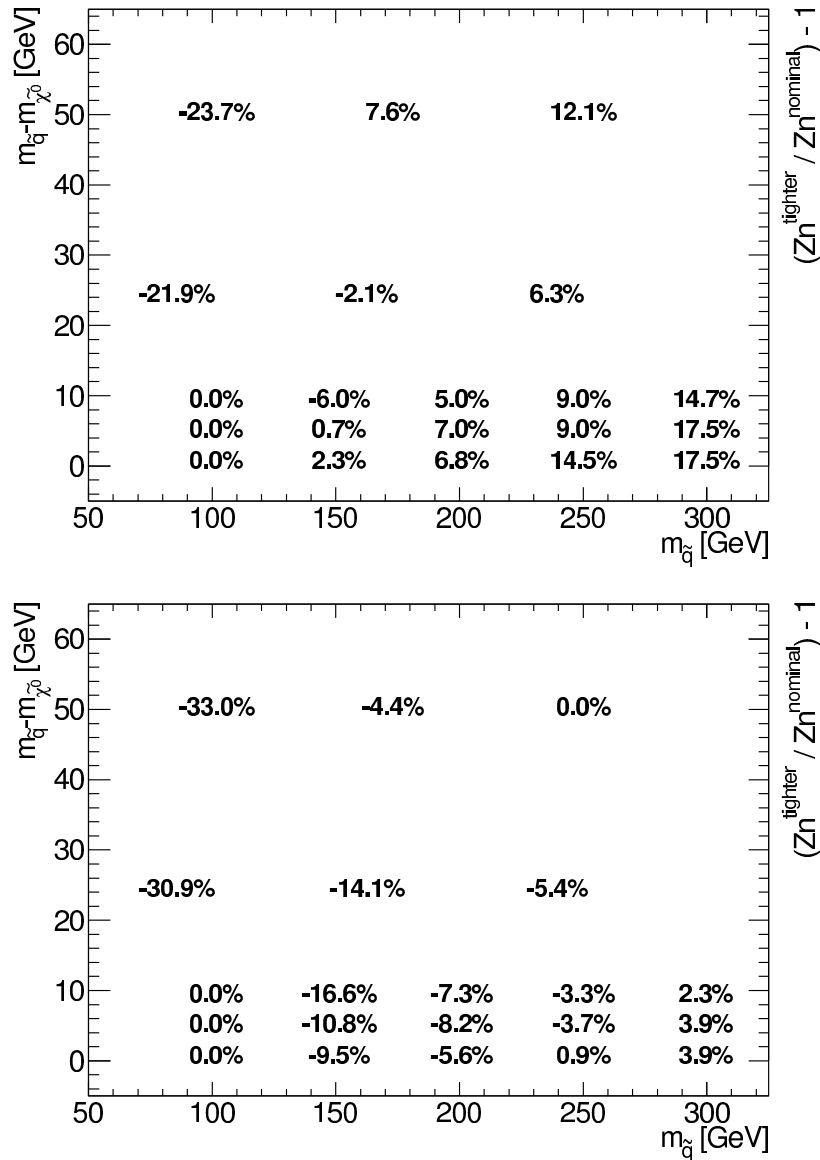 m_q̃-m_χ̃⁰ [GeV]
(Zn^tighter / Zn^nominal) - 1
60
50 -23.7% 7.6% 12.1%
40
30
-21.9% -2.1% 6.3%
20
10 0.0% -6.0% 5.0% 9.0% 14.7%
0.0% 0.7% 7.0% 9.0% 17.5%
0 0.0% 2.3% 6.8% 14.5% 17.5%
50 100 150 200 250 300
m_q̃ [GeV]
m_q̃-m_χ̃⁰ [GeV]
(Zn^tighter / Zn^nominal) - 1
60
50 -33.0% -4.4% 0.0%
40
30
-30.9% -14.1% -5.4%
20
10 0.0% -16.6% -7.3% -3.3% 2.3%
0.0% -10.8% -8.2% -3.7% 3.9%
0 0.0% -9.5% -5.6% 0.9% 3.9%
50 100 150 200 250 300
m_q̃ [GeV]